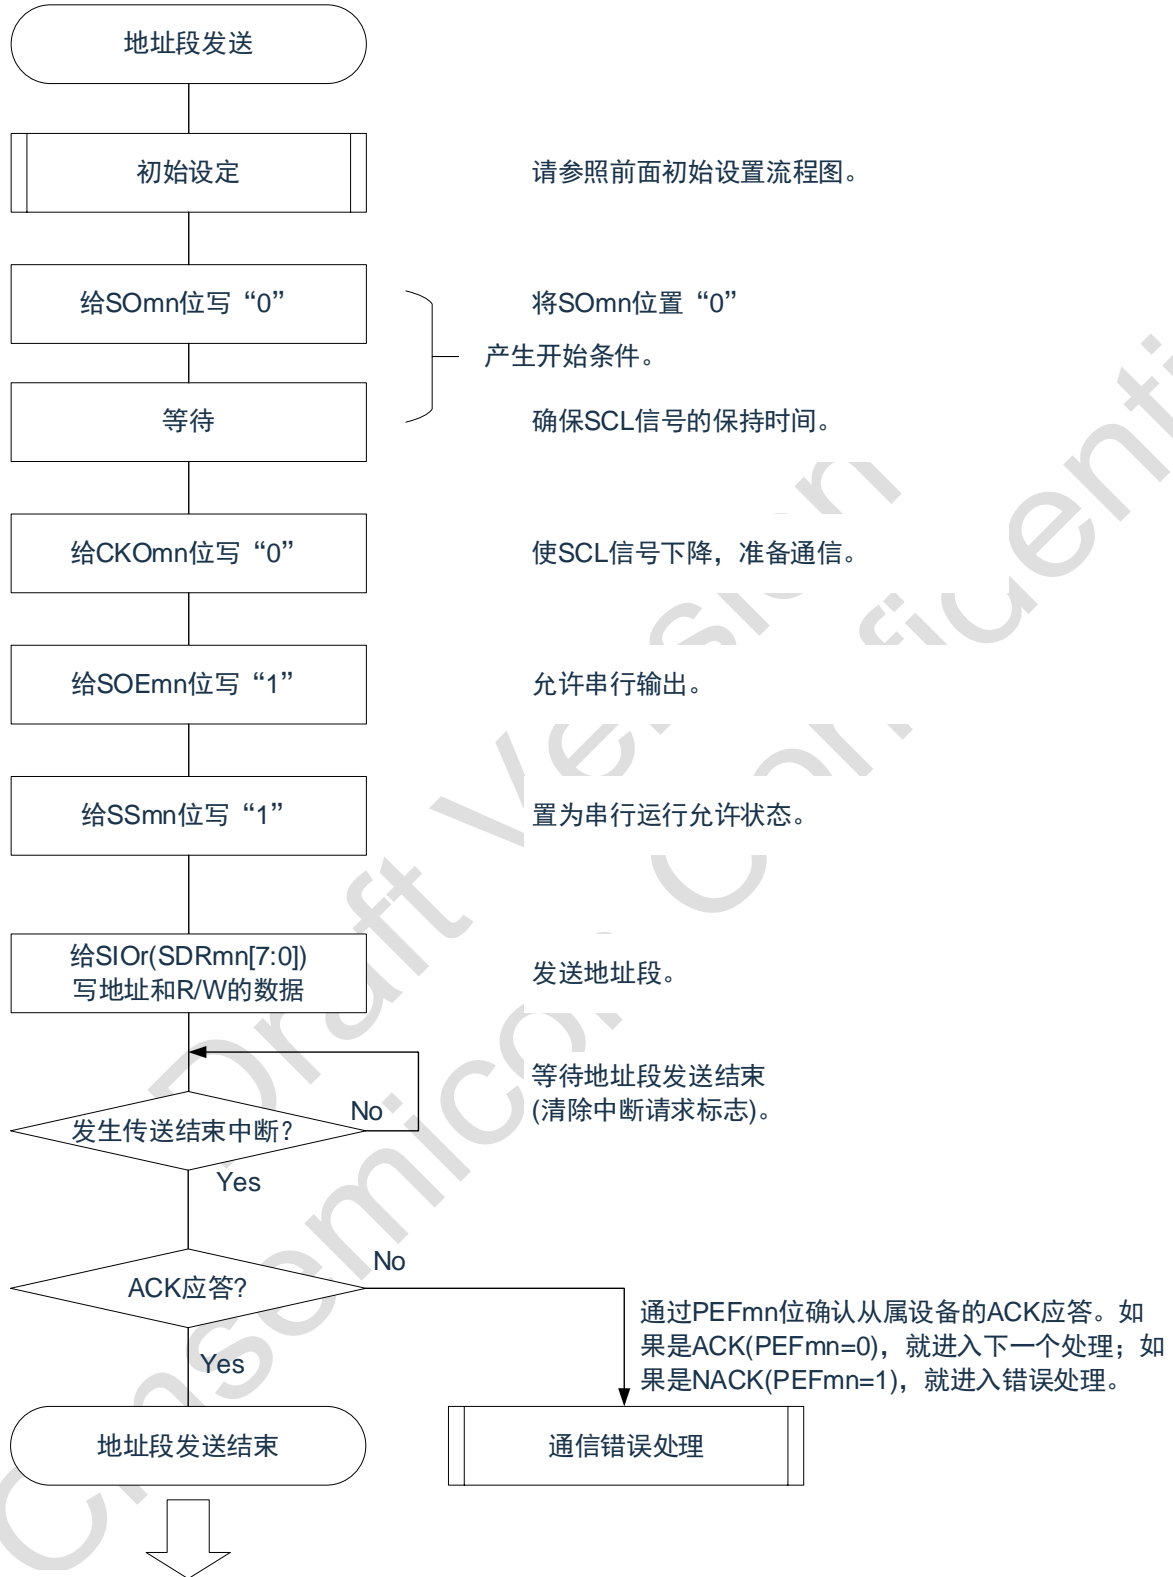 地址段发送
初始设定
请参照前面初始设置流程图。
给SOmn位写“0”
将SOmn位置“0”
产生开始条件。
等待
确保SCL信号的保持时间。
给CKOmn位写“0”
使SCL信号下降，准备通信。
给SOEmn位写“1”
允许串行输出。
给SSmn位写“1”
置为串行运行允许状态。
给SIOr(SDRmn[7:0])
写地址和R/W的数据
发送地址段。
等待地址段发送结束
(清除中断请求标志)。
发生传送结束中断？
No
Yes
ACK应答?
No
通过PEFmn位确认从属设备的ACK应答。如
果是ACK(PEFmn=0)，就进入下一个处理；如
果是NACK(PEFmn=1)，就进入错误处理。
Yes
地址段发送结束
通信错误处理
Draft Version